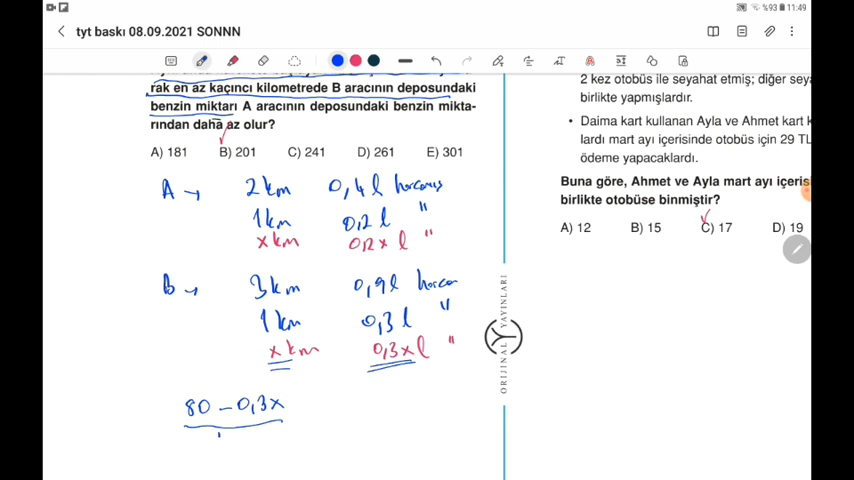 %93 11:49
tyt baskı 08.09.2021 SONNN
rak en az kaçıncı kilometrede B aracının deposundaki
benzin miktarı A aracının deposundaki benzin mikta-
rından daha az olur?
A) 181 B) 201 C) 241 D) 261 E) 301
A → 2 km 0,4 l harcamış
1 km 0,2 l "
x km 0,2x l "
B → 3 km 0,9 l harcar
1 km 0,3 l "
x km 0,3x l "
80 - 0,3x
ORİJİNAL YAYINLARI
2 kez otobüs ile seyahat etmiş; diğer seya
birlikte yapmışlardır.
• Daima kart kullanan Ayla ve Ahmet kart k
lardı mart ayı içerisinde otobüs için 29 TL
ödeme yapacaklardı.
Buna göre, Ahmet ve Ayla mart ayı içeris
birlikte otobüse binmiştir?
A) 12 B) 15 C) 17 D) 19